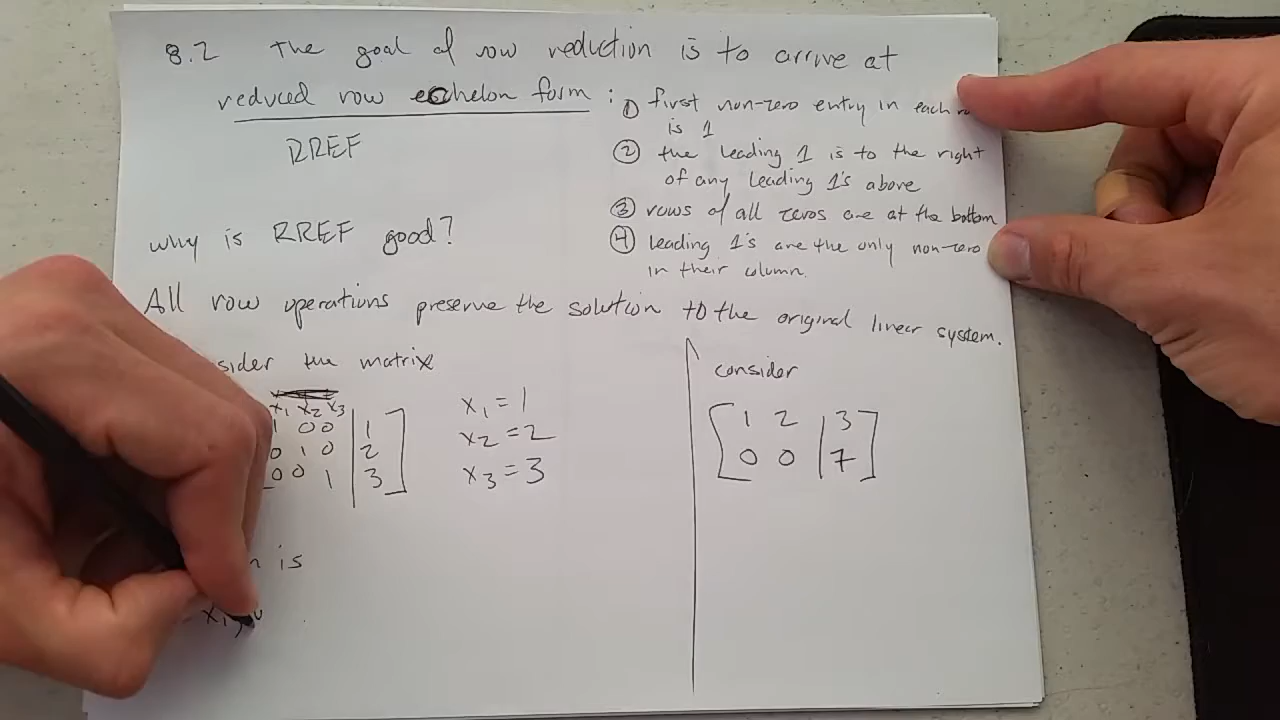 8.2 The goal of row reduction is to arrive at
reduced row echelon form :
RREF
① first non-zero entry in each
is 1
② the leading 1 is to the right
of any leading 1's above
③ rows of all zeros are at the bottom
④ leading 1's are the only non-zero
in their column.
why is RREF good?
All row operations preserve the solution to the original linear system.
sider the matrix
x1 x2 x3
1 0 0 | 1
0 1 0 | 2
0 0 1 | 3
x1 = 1
x2 = 2
x3 = 3
is
x1,
consider
1 2 | 3
0 0 | 7